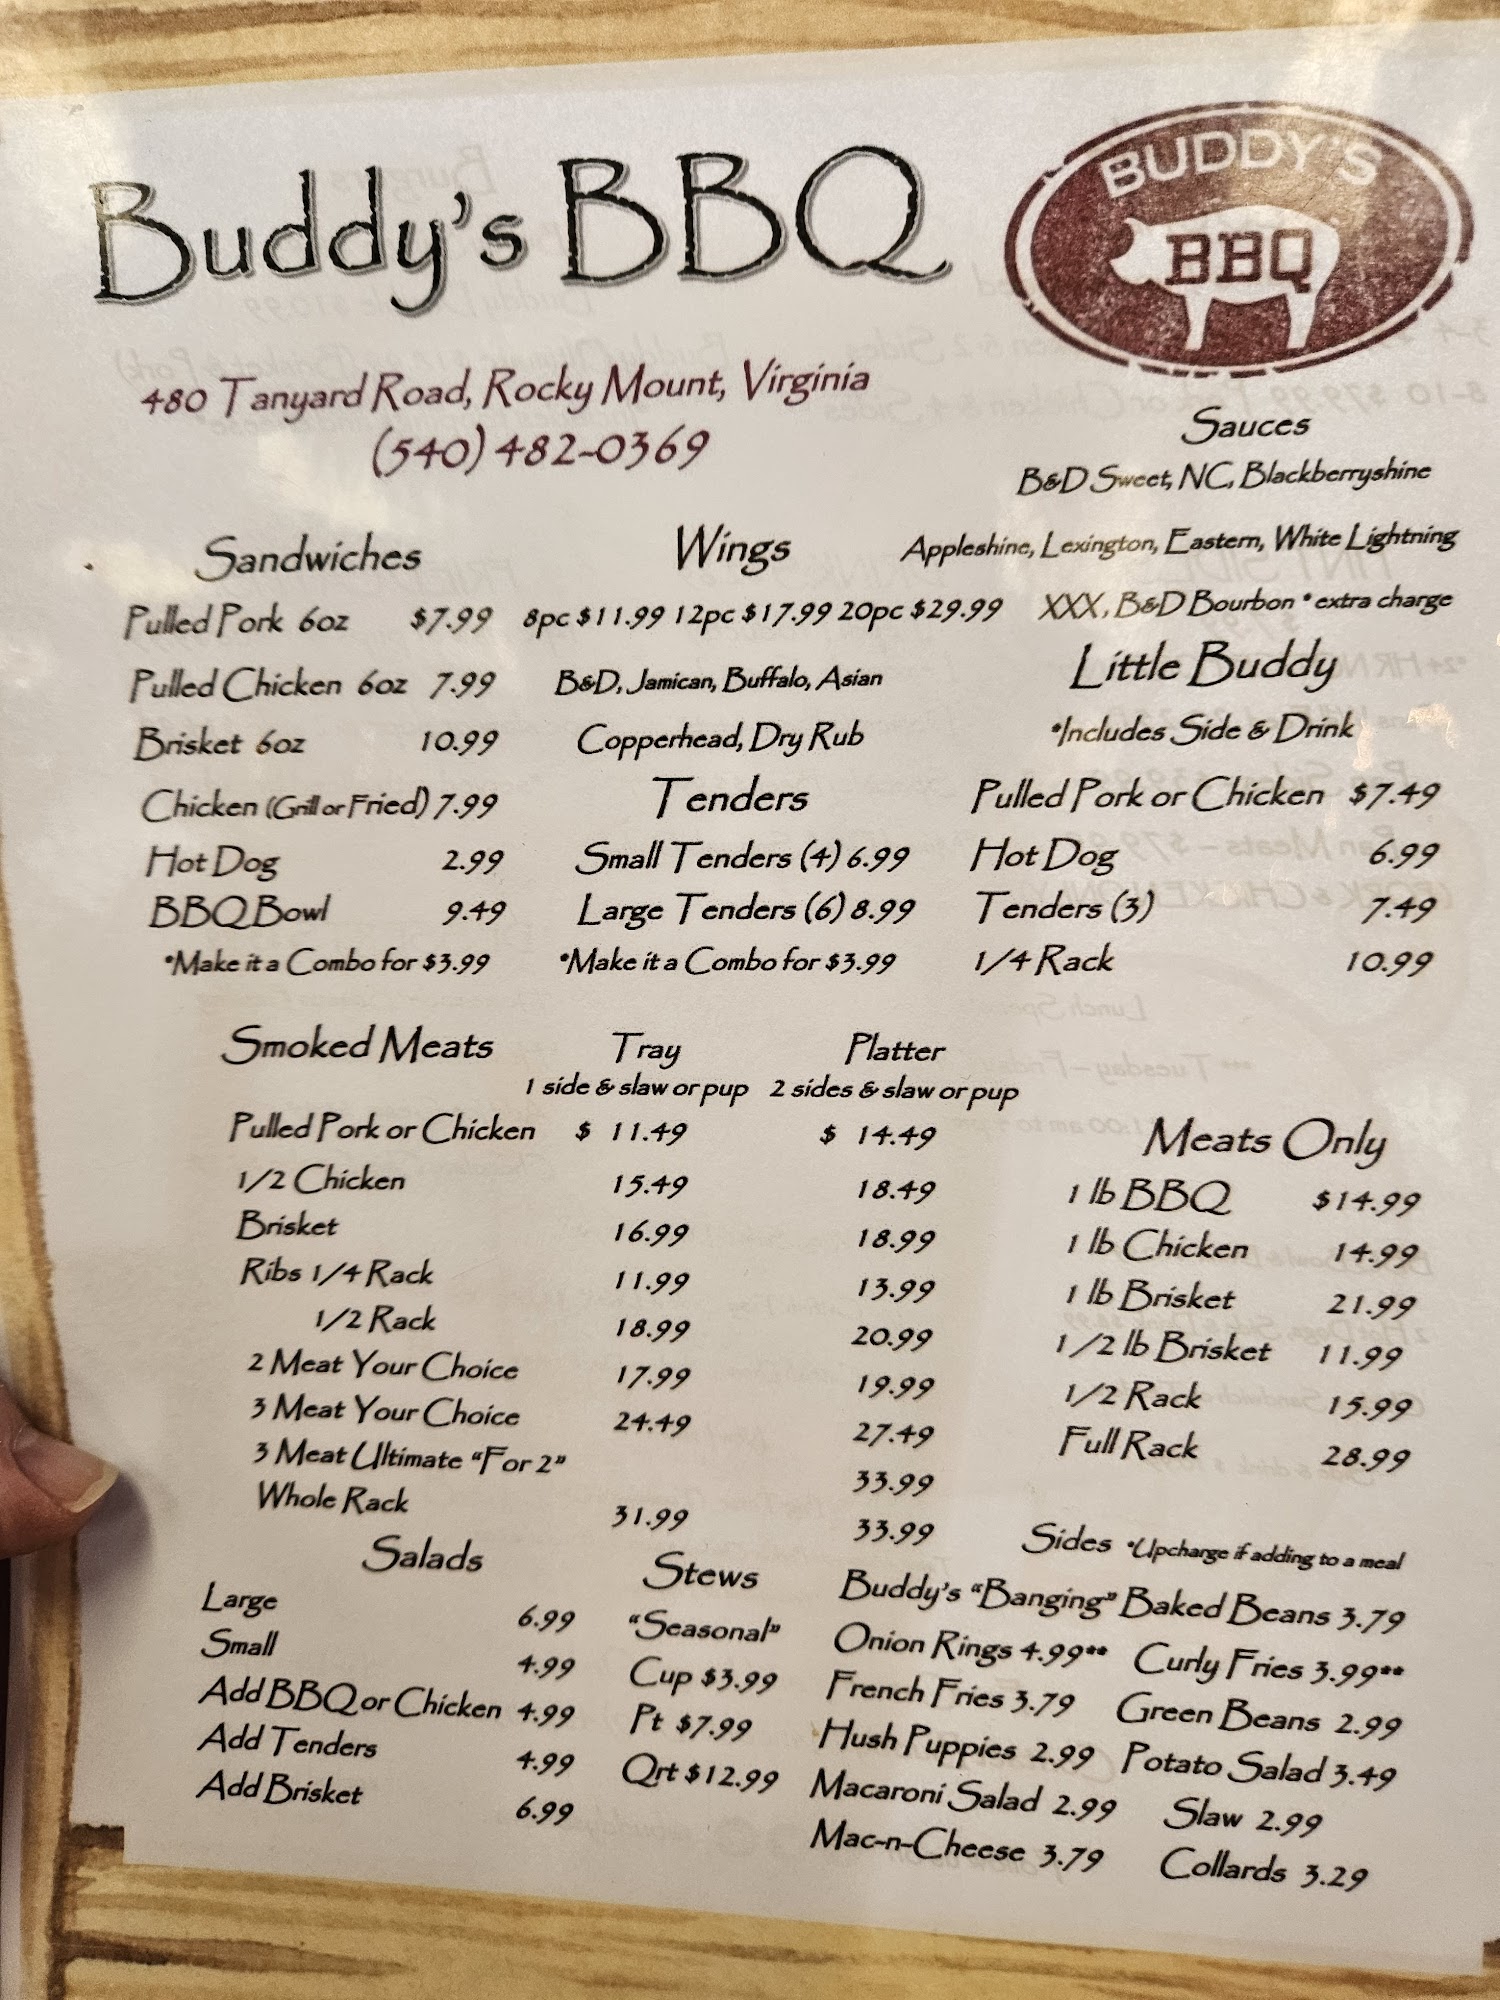 Buddy's BBQ
BUDDY'S
BBQ
480 Tanyard Road, Rocky Mount, Virginia
(540) 482-0369
Sauces
B&D Sweet, NC, Blackberryshine
Appleshine, Lexington, Eastern, White Lightning
XXX, B&D Bourbon * extra charge
Sandwiches
Pulled Pork 6oz $7.99
Pulled Chicken 6oz 7.99
Brisket 6oz 10.99
Chicken (Grill or Fried) 7.99
Hot Dog 2.99
BBQ Bowl 9.49
*Make it a Combo for $3.99
Wings
8pc $11.99 12pc $17.99 20pc $29.99
B&D, Jamican, Buffalo, Asian
Copperhead, Dry Rub
Tenders
Small Tenders (4) 6.99
Large Tenders (6) 8.99
*Make it a Combo for $3.99
Little Buddy
*Includes Side & Drink
Pulled Pork or Chicken $7.49
Hot Dog 6.99
Tenders (3) 7.49
1/4 Rack 10.99
Smoked Meats Tray Platter
1 side & slaw or pup 2 sides & slaw or pup
Pulled Pork or Chicken $ 11.49 $ 14.49
1/2 Chicken 15.49 18.49
Brisket 16.99 18.99
Ribs 1/4 Rack 11.99 13.99
1/2 Rack 18.99 20.99
2 Meat Your Choice 17.99 19.99
3 Meat Your Choice 24.49 27.49
3 Meat Ultimate "For 2" 33.99
Whole Rack 31.99 33.99
Meats Only
1 lb BBQ $14.99
1 lb Chicken 14.99
1 lb Brisket 21.99
1/2 lb Brisket 11.99
1/2 Rack 15.99
Full Rack 28.99
Salads
Large 6.99
Small 4.99
Add BBQ or Chicken 4.99
Add Tenders 4.99
Add Brisket 6.99
Stews
"Seasonal"
Cup $3.99
Pt $7.99
Qrt $12.99
Sides *Upcharge if adding to a meal
Buddy's "Banging" Baked Beans 3.79
Onion Rings 4.99** Curly Fries 3.99**
French Fries 3.79 Green Beans 2.99
Hush Puppies 2.99 Potato Salad 3.49
Macaroni Salad 2.99 Slaw 2.99
Mac-n-Cheese 3.79 Collards 3.29